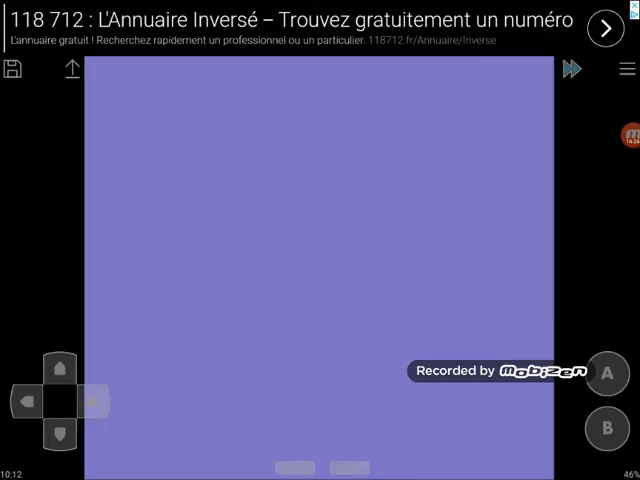 118 712 : L'Annuaire Inversé – Trouvez gratuitement un numéro
L'annuaire gratuit ! Recherchez rapidement un professionnel ou un particulier. 118712.fr/Annuaire/Inverse
Recorded by Mobizen
A
B
10:12
46%